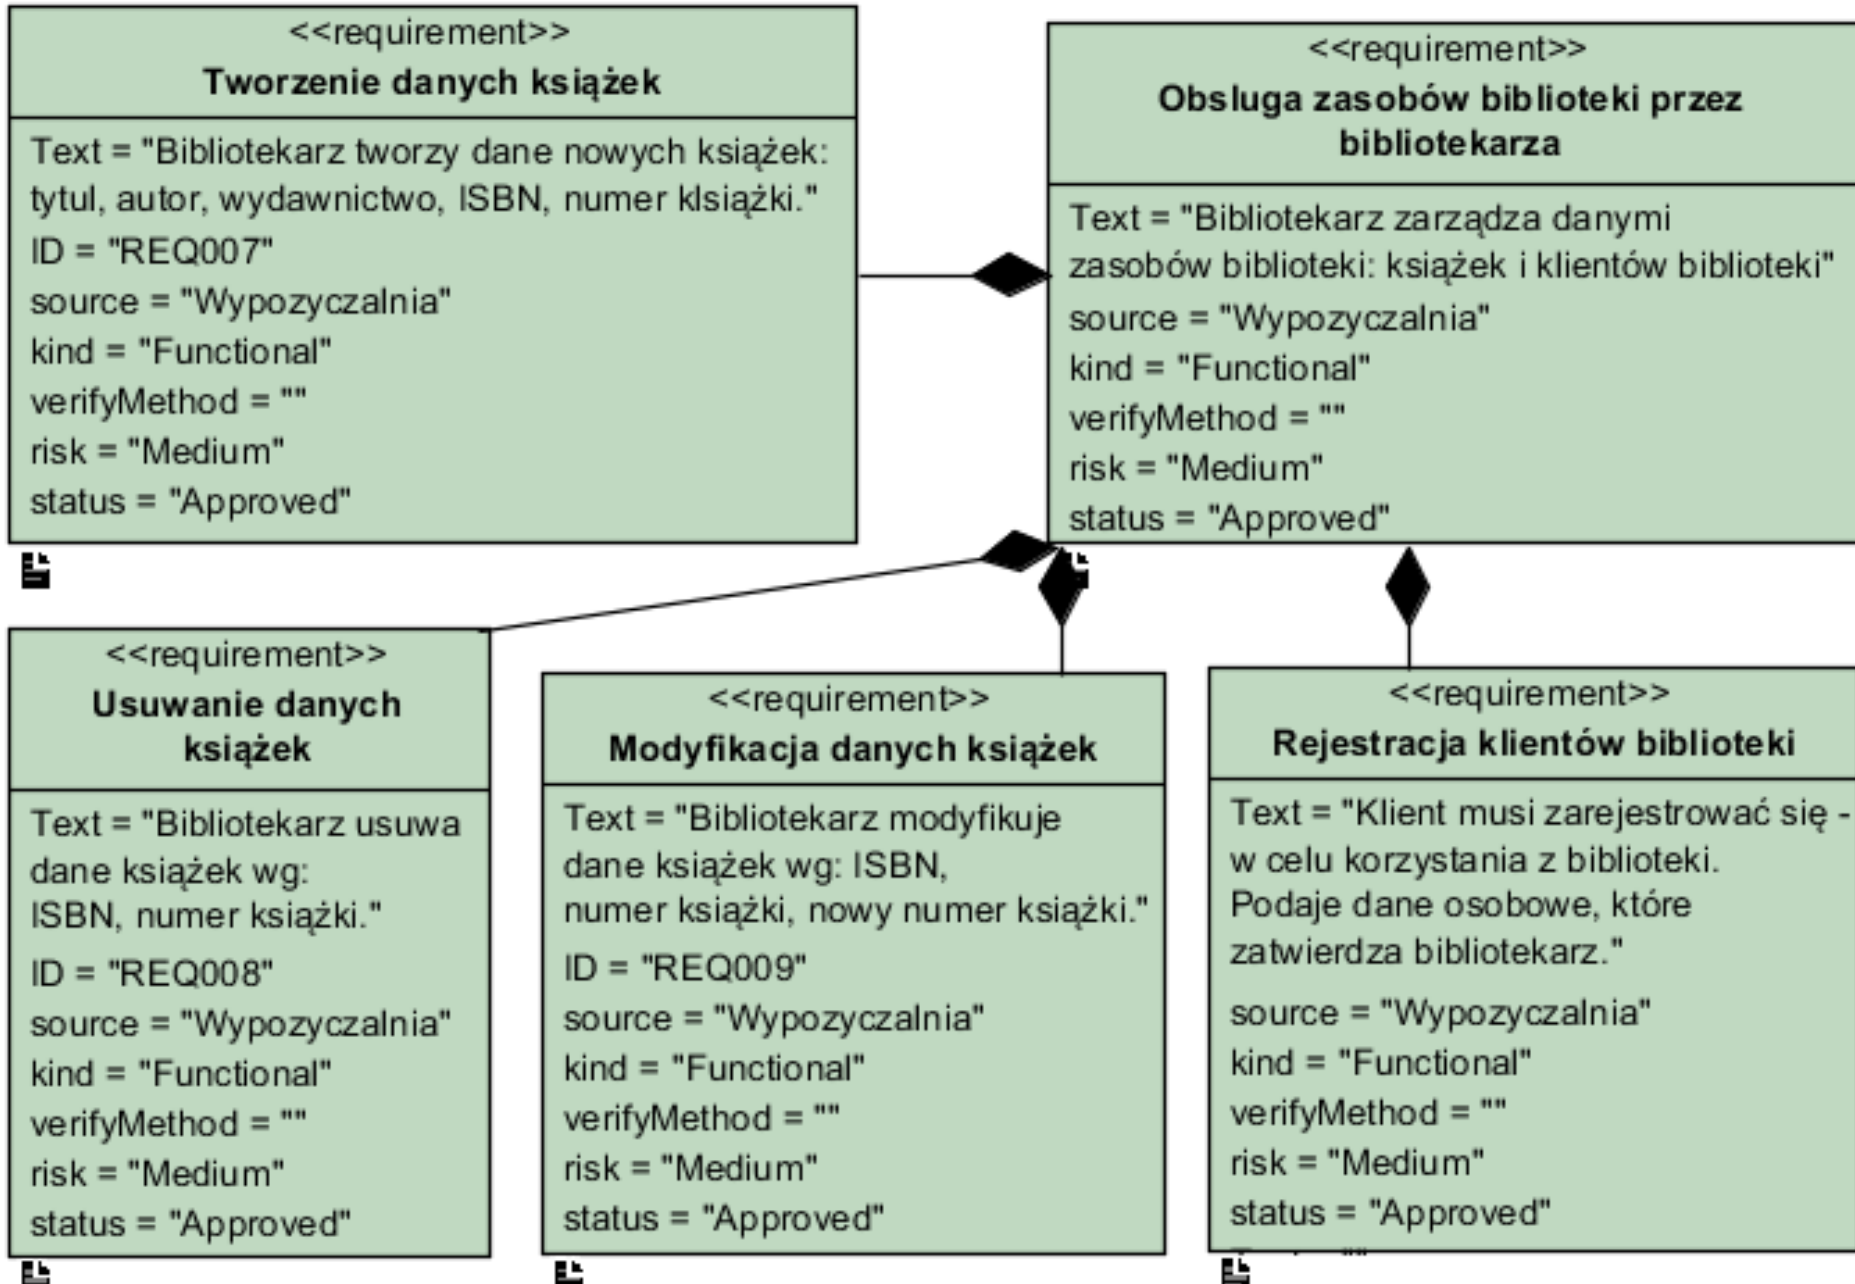 <<requirement>>
Tworzenie danych książek
Text = "Bibliotekarz tworzy dane nowych książek:
tytul, autor, wydawnictwo, ISBN, numer klsiążki."
ID = "REQ007"
source = "Wypozyczalnia"
kind = "Functional"
verifyMethod = ""
risk = "Medium"
status = "Approved"
<<requirement>>
Obsluga zasobów biblioteki przez
bibliotekarza
Text = "Bibliotekarz zarządza danymi
zasobów biblioteki: książek i klientów biblioteki"
source = "Wypozyczalnia"
kind = "Functional"
verifyMethod = ""
risk = "Medium"
status = "Approved"
<<requirement>>
Usuwanie danych
książek
Text = "Bibliotekarz usuwa
dane książek wg:
ISBN, numer książki."
ID = "REQ008"
source = "Wypozyczalnia"
kind = "Functional"
verifyMethod = ""
risk = "Medium"
status = "Approved"
<<requirement>>
Modyfikacja danych książek
Text = "Bibliotekarz modyfikuje
dane książek wg: ISBN,
numer książki, nowy numer książki."
ID = "REQ009"
source = "Wypozyczalnia"
kind = "Functional"
verifyMethod = ""
risk = "Medium"
status = "Approved"
<<requirement>>
Rejestracja klientów biblioteki
Text = "Klient musi zarejestrować się -
w celu korzystania z biblioteki.
Podaje dane osobowe, które
zatwierdza bibliotekarz."
source = "Wypozyczalnia"
kind = "Functional"
verifyMethod = ""
risk = "Medium"
status = "Approved"